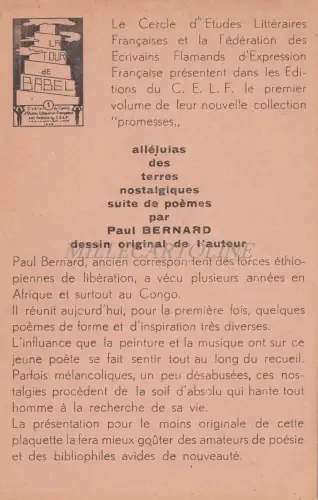 LA
TOUR
de
BABEL
1
Le Cercle d'Etudes Littéraires
Françaises et la Fédération des
Ecrivains Flamands d'Expression
Française présentent dans les Edi-
tions du C. E. L. F. le premier
volume de leur nouvelle collection
"promesses„
alléluias
des
terres
nostalgiques
suite de poèmes
par
Paul BERNARD
MILLECARTOLINE
dessin original de l'auteur
Paul Bernard, ancien correspondent des forces éthio-
piennes de libération, a vécu plusieurs années en
Afrique et surtout au Congo.
Il réunit aujourd'hui, pour la première fois, quelques
poèmes de forme et d'inspiration très diverses.
L'influence que la peinture et la musique ont sur ce
jeune poète se fait sentir tout au long du recueil.
Parfois mélancoliques, un peu désabusées, ces nos-
talgies procèdent de la soif d'absolu qui hante tout
homme à la recherche de sa vie.
La présentation pour le moins originale de cette
plaquette la fera mieux goûter des amateurs de poésie
et des bibliophiles avides de nouveauté.